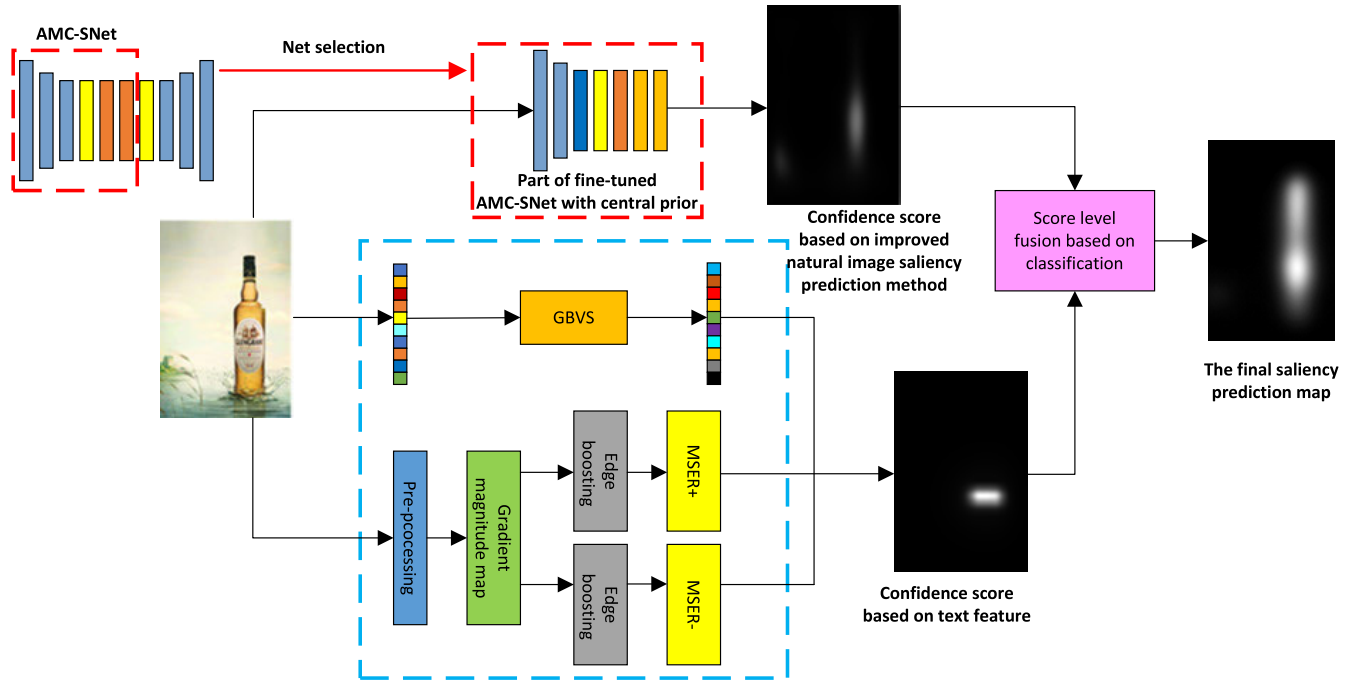 AMC-SNet
Net selection
Part of fine-tuned
AMC-SNet with central prior
Confidence score
based on improved
natural image saliency
prediction method
Score level
fusion based on
classification
The final saliency
prediction map
GBVS
Pre-pcocessing
Gradient
magnitude map
Edge
boosting
MSER+
Edge
boosting
MSER-
Confidence score
based on text feature